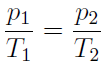 p₁/T₁ = p₂/T₂